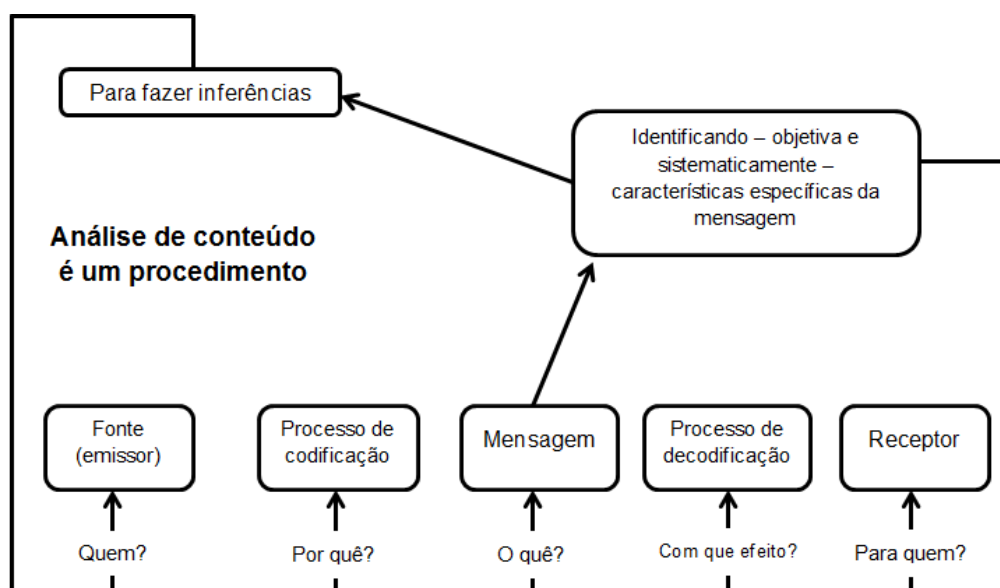 Para fazer inferências
Identificando – objetiva e
sistematicamente –
características específicas da
mensagem
Análise de conteúdo
é um procedimento
Fonte
(emissor)
Processo de
codificação
Mensagem
Processo de
decodificação
Receptor
Quem?
Por quê?
O quê?
Com que efeito?
Para quem?